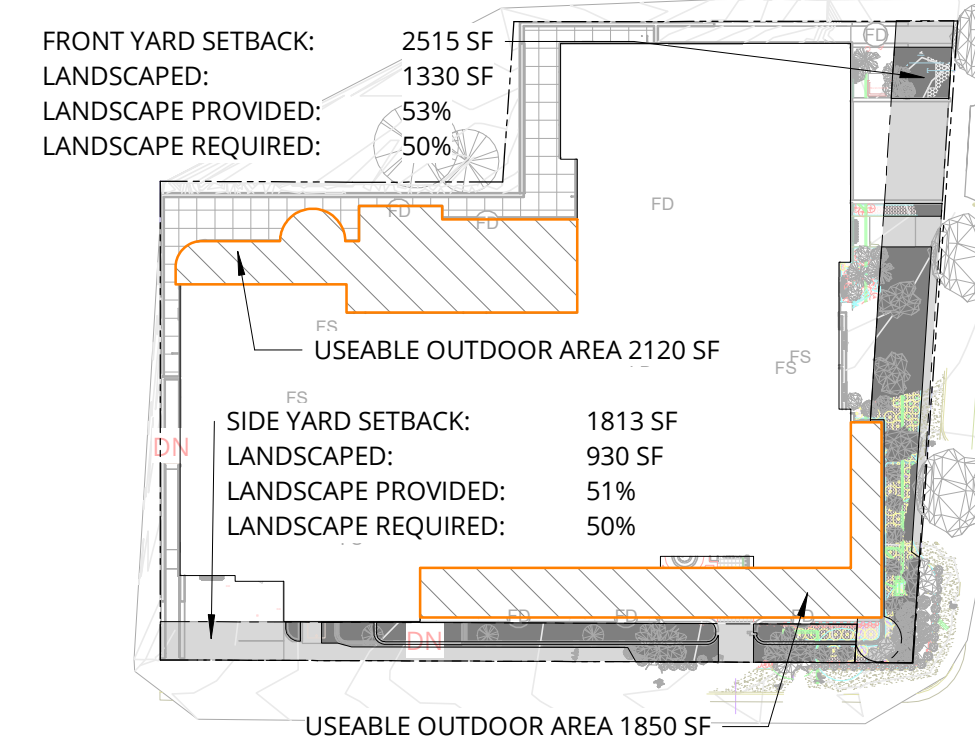 FRONT YARD SETBACK: 2515 SF
LANDSCAPED: 1330 SF
LANDSCAPE PROVIDED: 53%
LANDSCAPE REQUIRED: 50%
FD
FD
FD
FD
FS
USEABLE OUTDOOR AREA 2120 SF
FS
FS
FS
SIDE YARD SETBACK: 1813 SF
LANDSCAPED: 930 SF
DN
LANDSCAPE PROVIDED: 51%
LANDSCAPE REQUIRED: 50%
FD
FD
FD
DN
USEABLE OUTDOOR AREA 1850 SF